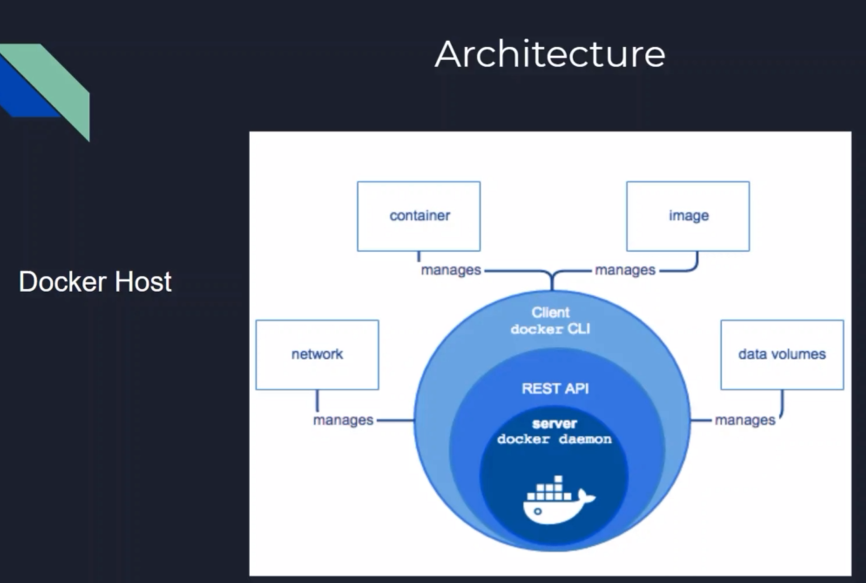 Architecture
Docker Host
container
image
manages
manages
Client
docker CLI
network
data volumes
REST API
manages
manages
server
docker daemon